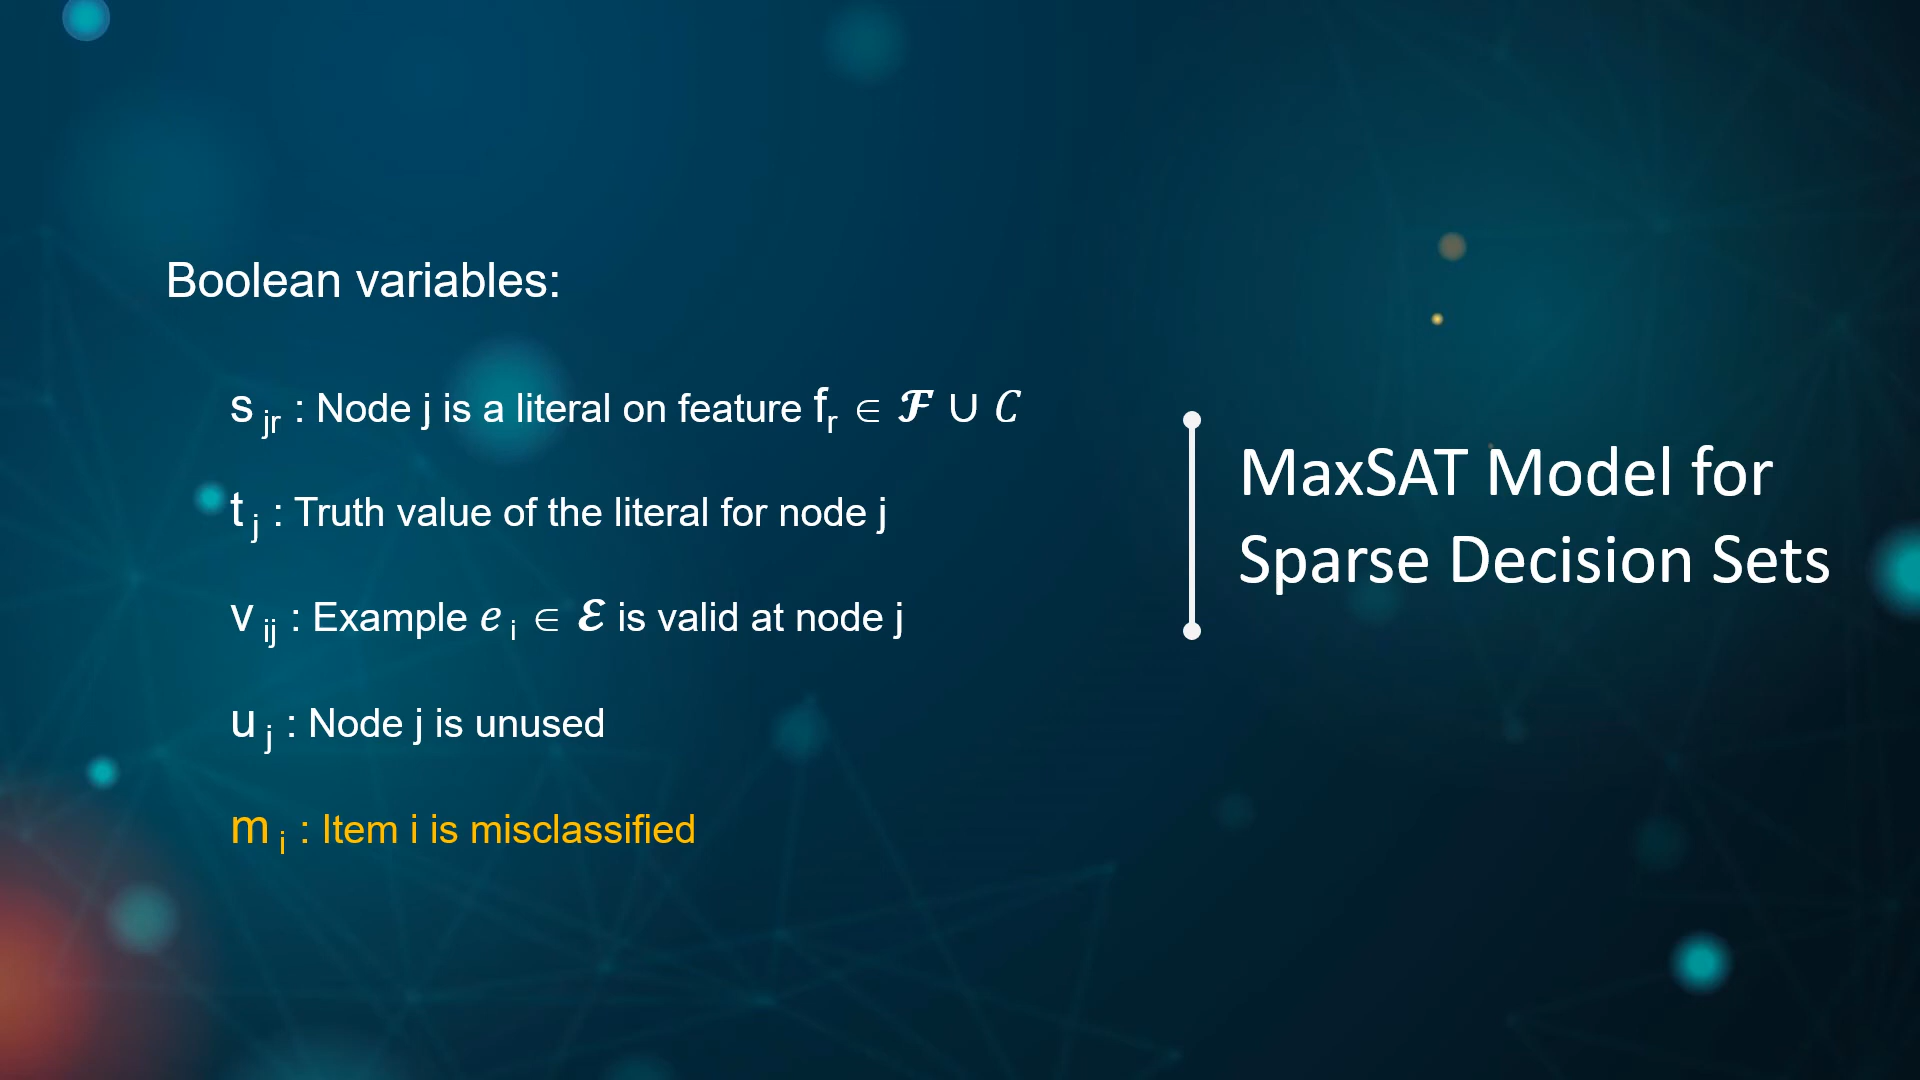 Boolean variables:
s jr : Node j is a literal on feature fr ∈ ℱ ∪ 𝐶
t j : Truth value of the literal for node j
v ij : Example 𝑒 i ∈ ℰ is valid at node j
u j : Node j is unused
m i : Item i is misclassified
MaxSAT Model for
Sparse Decision Sets